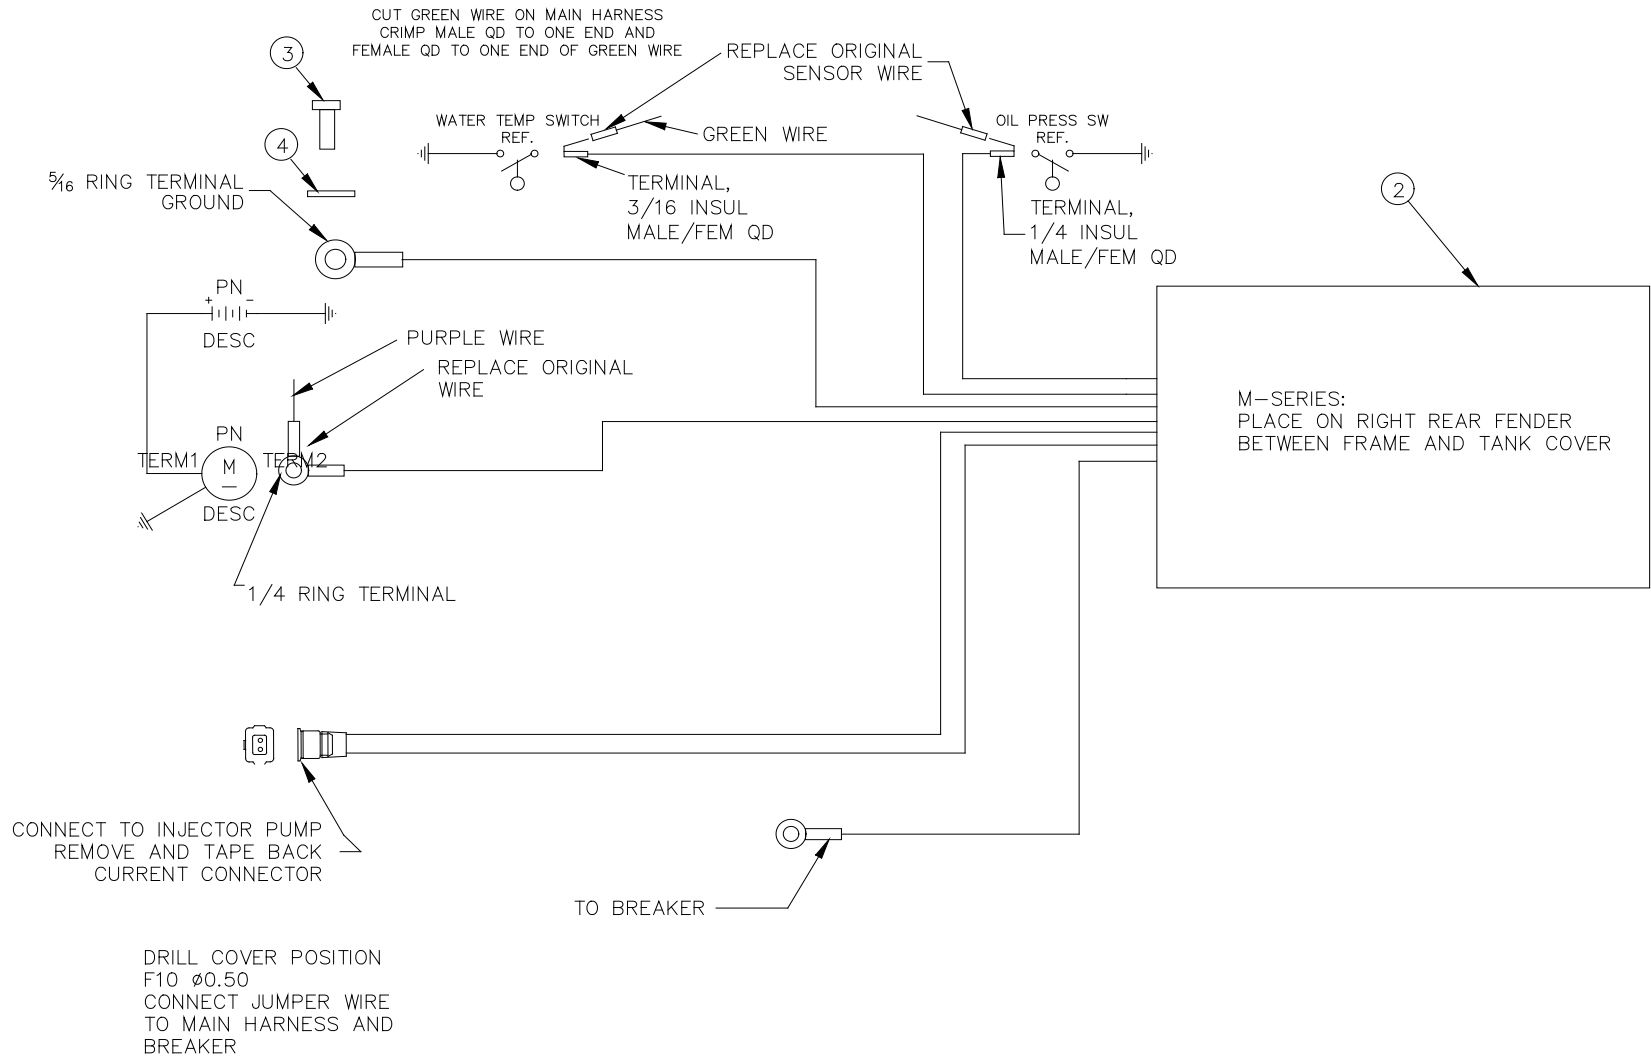 CUT GREEN WIRE ON MAIN HARNESS
CRIMP MALE QD TO ONE END AND
FEMALE QD TO ONE END OF GREEN WIRE
3
REPLACE ORIGINAL
SENSOR WIRE
WATER TEMP SWITCH
REF.
GREEN WIRE
OIL PRESS SW
REF.
4
5/16 RING TERMINAL
GROUND
TERMINAL,
3/16 INSUL
MALE/FEM QD
TERMINAL,
1/4 INSUL
MALE/FEM QD
2
PN
+ -
DESC
PURPLE WIRE
REPLACE ORIGINAL
WIRE
M-SERIES:
PLACE ON RIGHT REAR FENDER
BETWEEN FRAME AND TANK COVER
PN
TERM1 M TERM2
DESC
1/4 RING TERMINAL
CONNECT TO INJECTOR PUMP
REMOVE AND TAPE BACK
CURRENT CONNECTOR
TO BREAKER
DRILL COVER POSITION
F10 ø0.50
CONNECT JUMPER WIRE
TO MAIN HARNESS AND
BREAKER